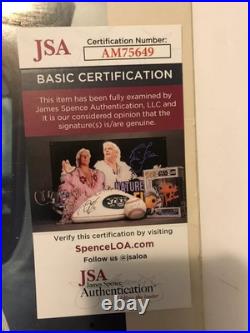 JSA
Certification Number:
AM75649
BASIC CERTIFICATION
This item has been fully examined by
James Spence Authentication, LLC and
it is our considered opinion that the
signature(s) is/are genuine.
NATURE
Verify this certification by visiting
SpenceLOA.com
Follow us @jsaloa
JSA
James Spence
Authentication